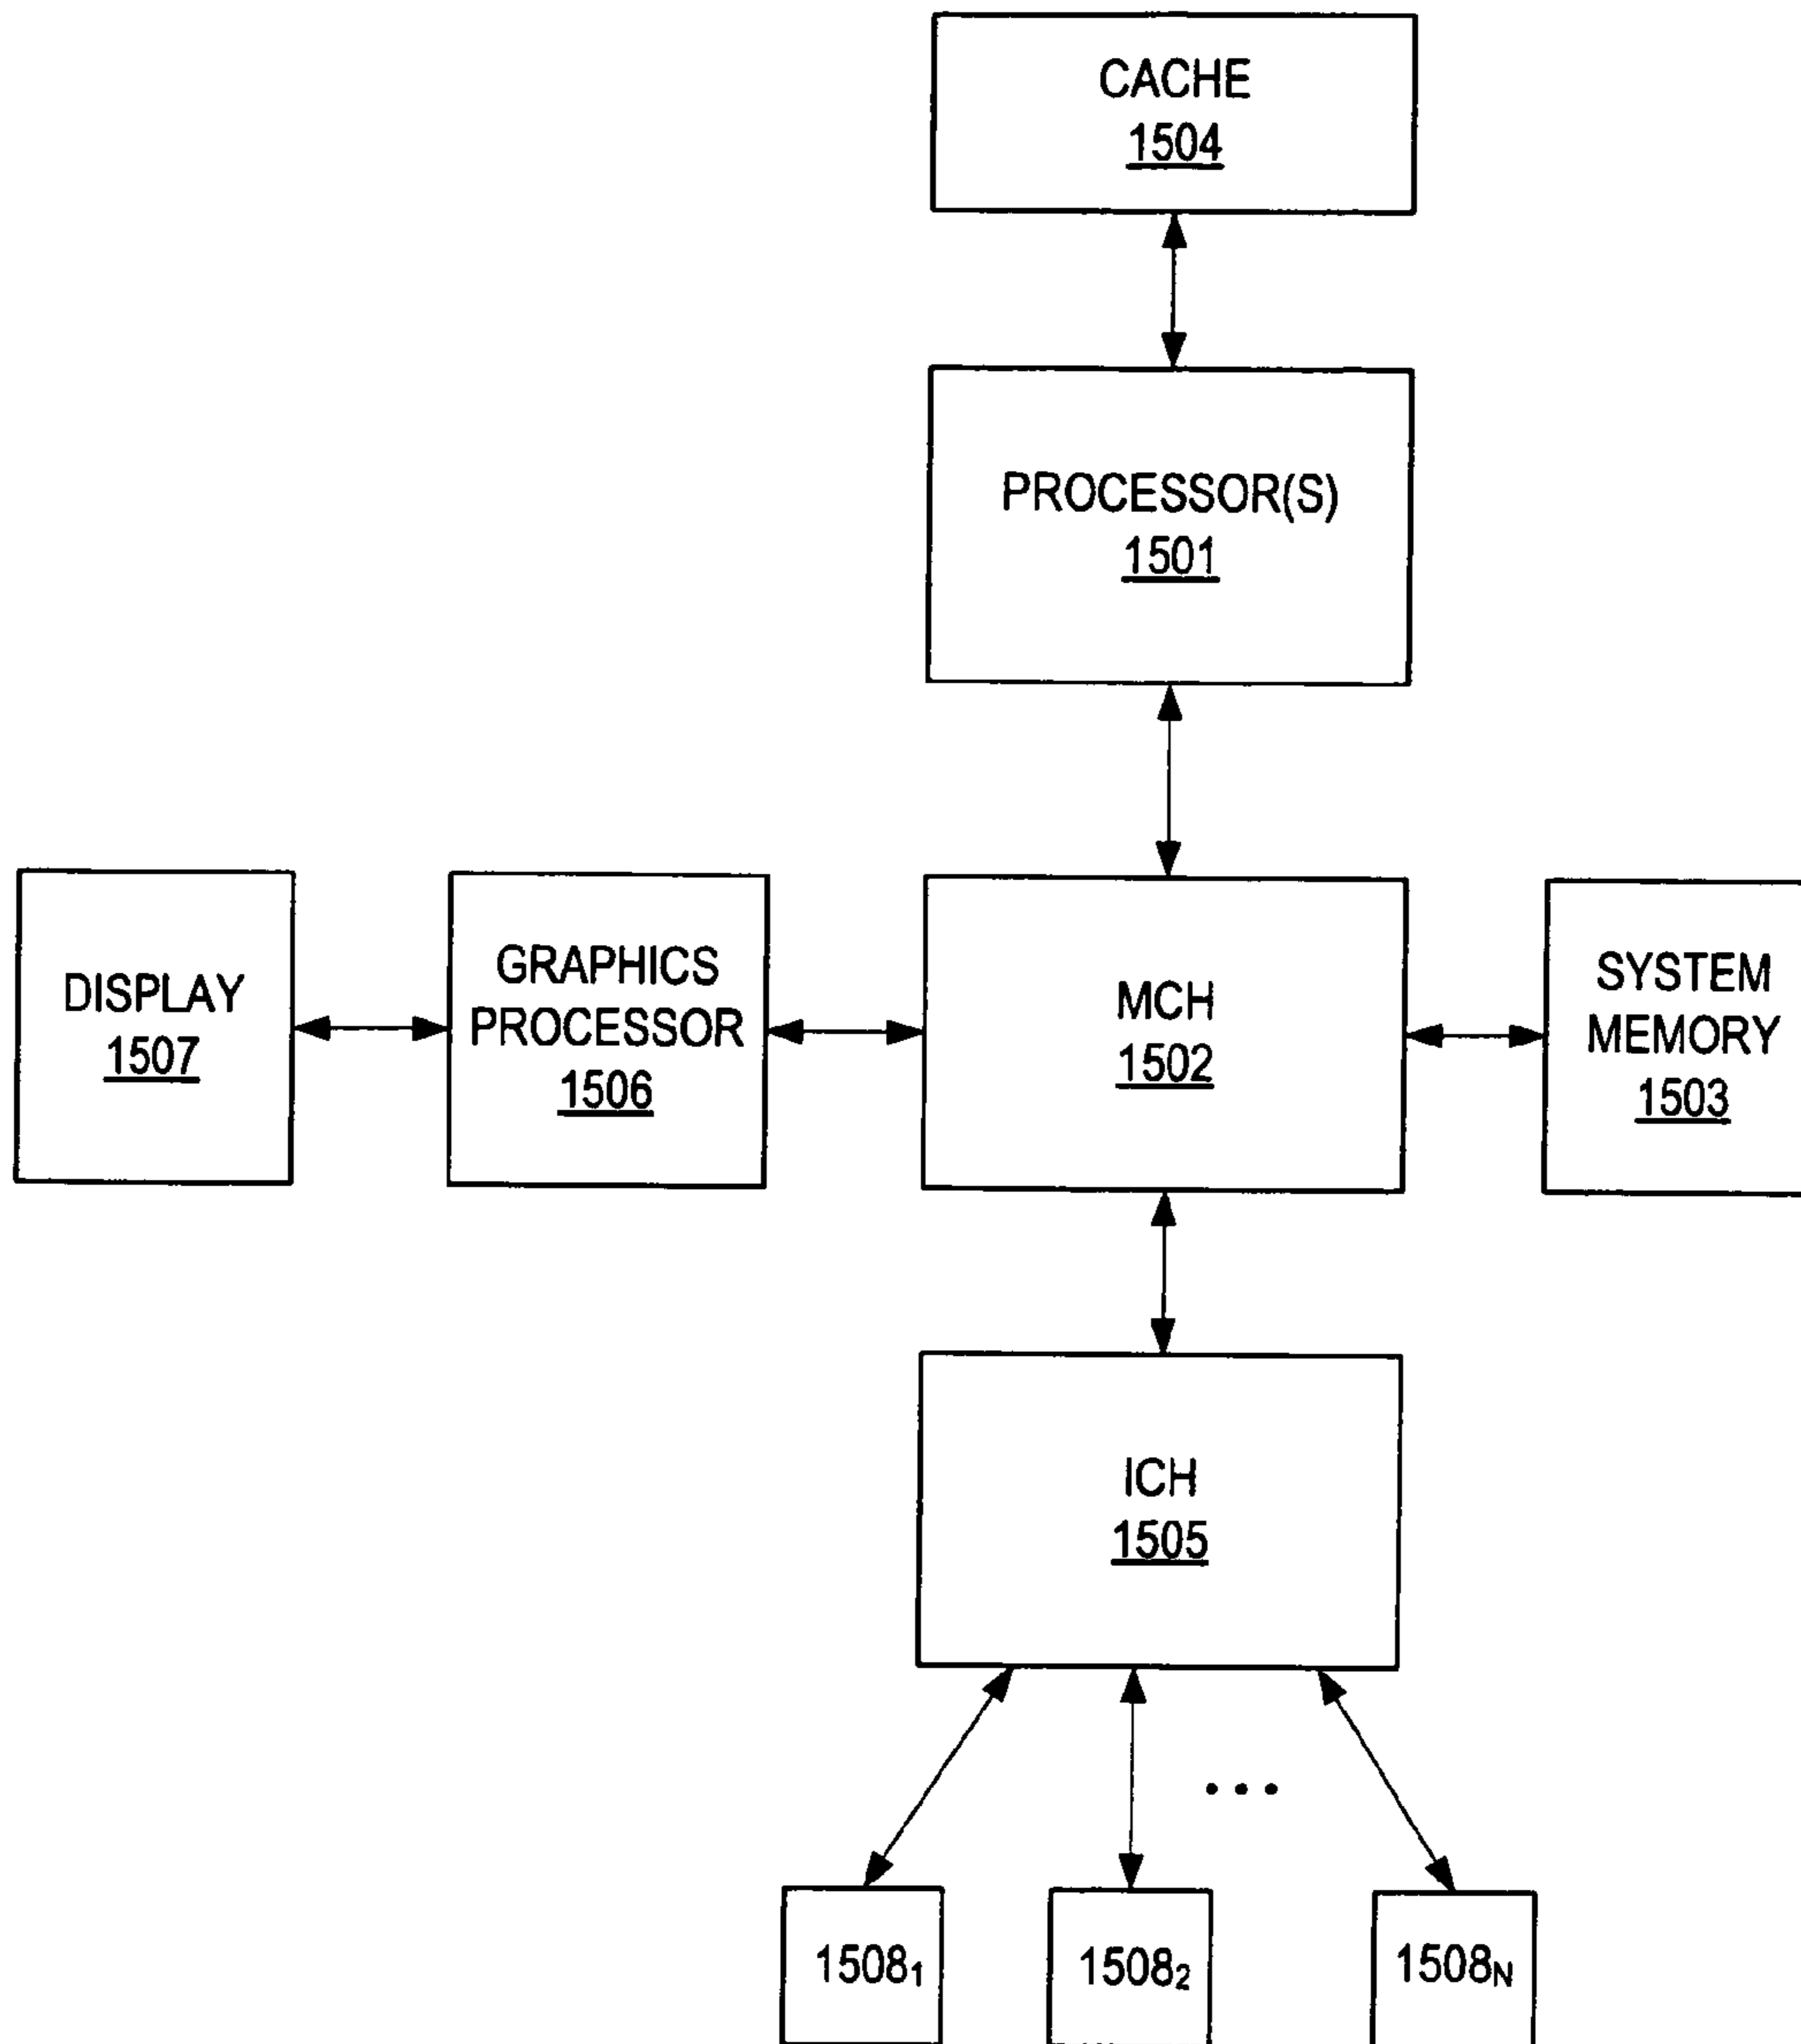 CACHE
1504
PROCESSOR(S)
1501
DISPLAY
1507
GRAPHICS
PROCESSOR
1506
MCH
1502
SYSTEM
MEMORY
1503
ICH
1505
...
1508₁
1508₂
1508N